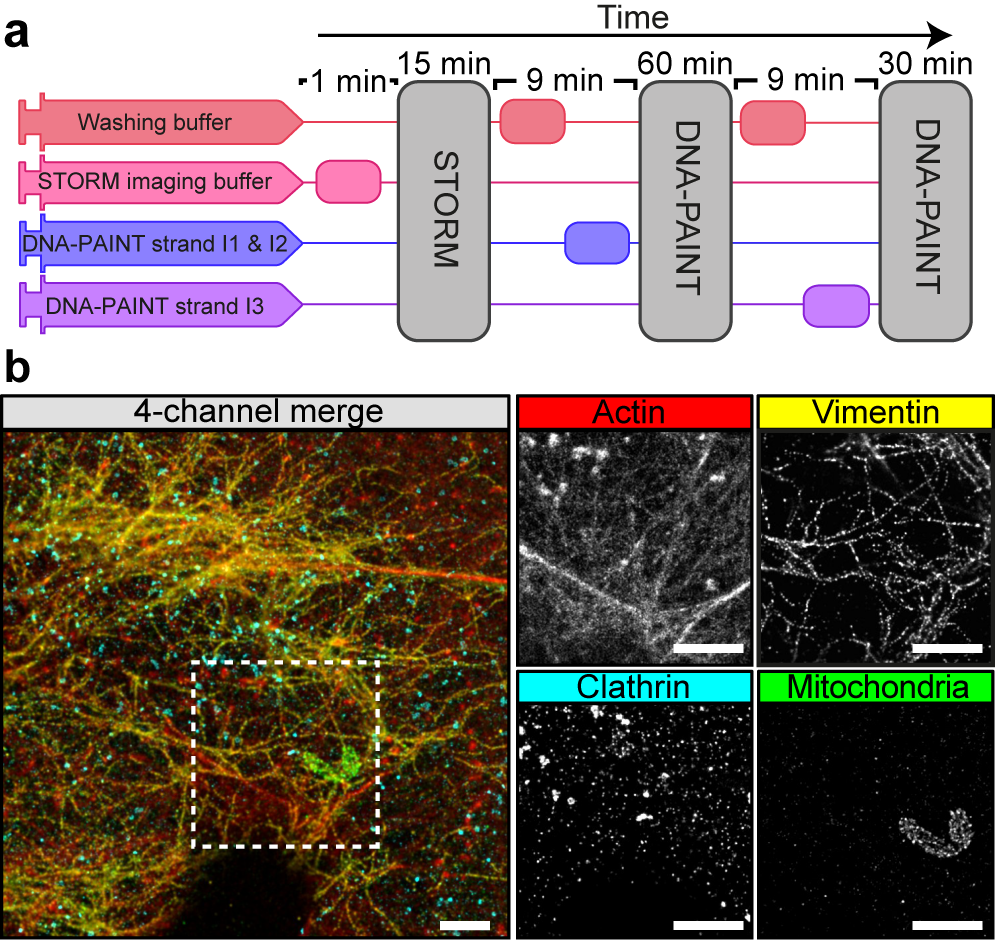 a
Time
1 min
15 min
9 min
60 min
9 min
30 min
Washing buffer
STORM imaging buffer
DNA-PAINT strand I1 & I2
DNA-PAINT strand I3
STORM
DNA-PAINT
DNA-PAINT
b
4-channel merge
Actin
Vimentin
Clathrin
Mitochondria